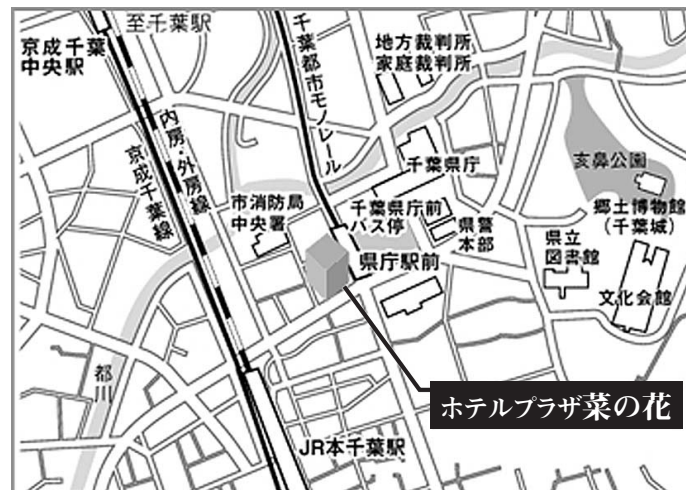 至千葉駅
京成千葉
中央駅
千葉都市モノレール
地方裁判所
家庭裁判所
内房・外房線
京成千葉線
千葉県庁
亥鼻公園
市消防局
中央署
千葉県庁前
バス停
県警
本部
郷土博物館
(千葉城)
県立
図書館
県庁駅前
文化会館
都川
ホテルプラザ菜の花
JR本千葉駅